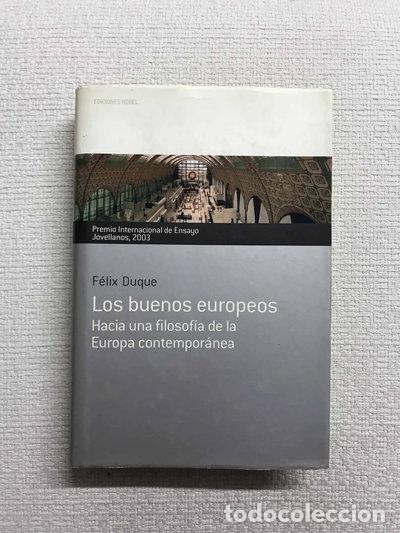 EDICIONES NOBEL
Premio Internacional de Ensayo
Jovellanos, 2003
Félix Duque
Los buenos europeos
Hacia una filosofía de la
Europa contemporánea
todocoleccion.net